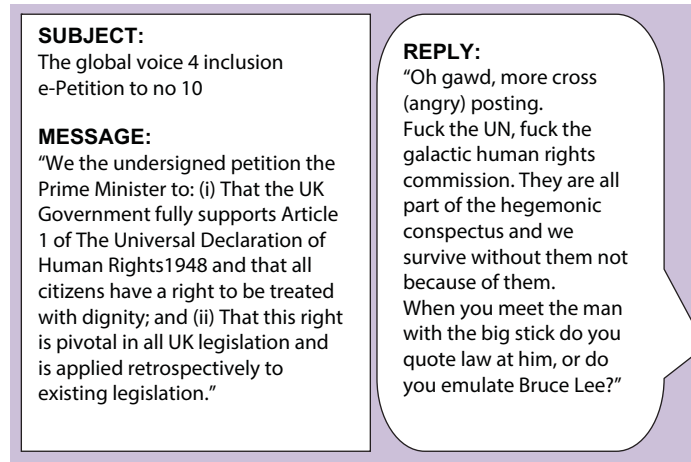 SUBJECT:
The global voice 4 inclusion
e-Petition to no 10
MESSAGE:
“We the undersigned petition the
Prime Minister to: (i) That the UK
Government fully supports Article
1 of The Universal Declaration of
Human Rights1948 and that all
citizens have a right to be treated
with dignity; and (ii) That this right
is pivotal in all UK legislation and
is applied retrospectively to
existing legislation.”
REPLY:
“Oh gawd, more cross
(angry) posting.
Fuck the UN, fuck the
galactic human rights
commission. They are all
part of the hegemonic
conspectus and we
survive without them not
because of them.
When you meet the man
with the big stick do you
quote law at him, or do
you emulate Bruce Lee?”